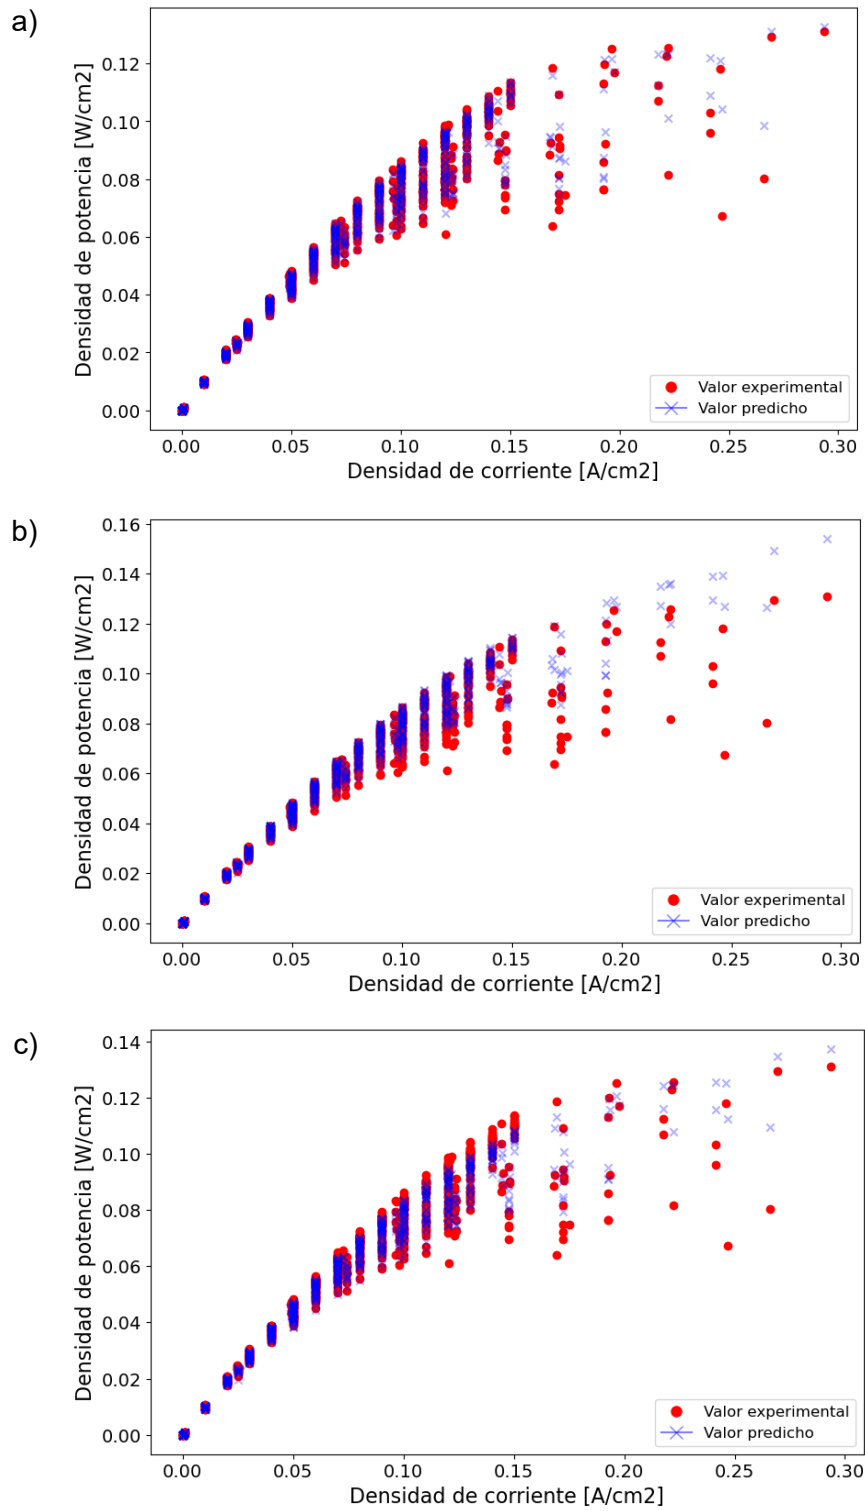 a)
Densidad de potencia [W/cm2]
0.12
0.10
0.08
0.06
0.04
0.02
0.00
Valor experimental
Valor predicho
0.00 0.05 0.10 0.15 0.20 0.25 0.30
Densidad de corriente [A/cm2]
b)
Densidad de potencia [W/cm2]
0.16
0.14
0.12
0.10
0.08
0.06
0.04
0.02
0.00
Valor experimental
Valor predicho
0.00 0.05 0.10 0.15 0.20 0.25 0.30
Densidad de corriente [A/cm2]
c)
Densidad de potencia [W/cm2]
0.14
0.12
0.10
0.08
0.06
0.04
0.02
0.00
Valor experimental
Valor predicho
0.00 0.05 0.10 0.15 0.20 0.25 0.30
Densidad de corriente [A/cm2]